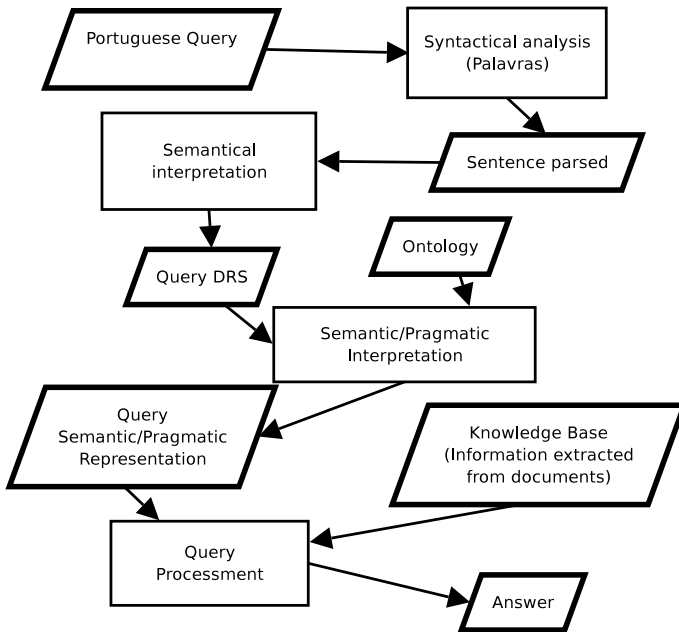 Portuguese Query
Syntactical analysis
(Palavras)
Semantical
interpretation
Sentence parsed
Ontology
Query DRS
Semantic/Pragmatic
Interpretation
Query
Semantic/Pragmatic
Representation
Knowledge Base
(Information extracted
from documents)
Query
Processment
Answer